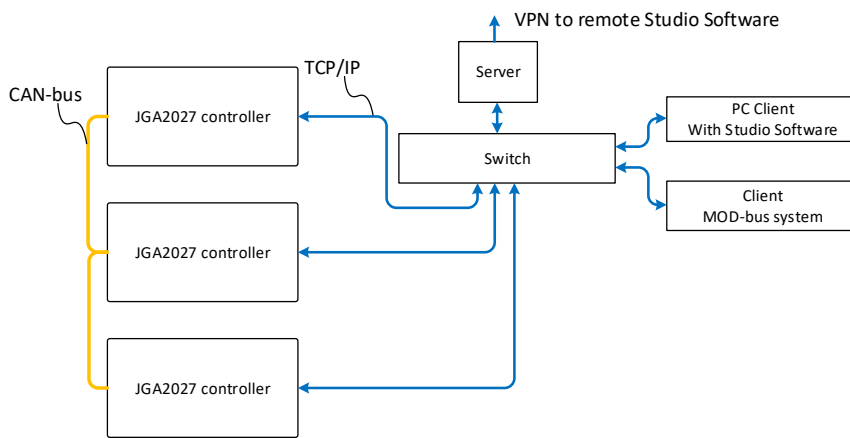 VPN to remote Studio Software
TCP/IP
CAN-bus
Server
JGA2027 controller
PC Client
With Studio Software
Switch
Client
MOD-bus system
JGA2027 controller
JGA2027 controller